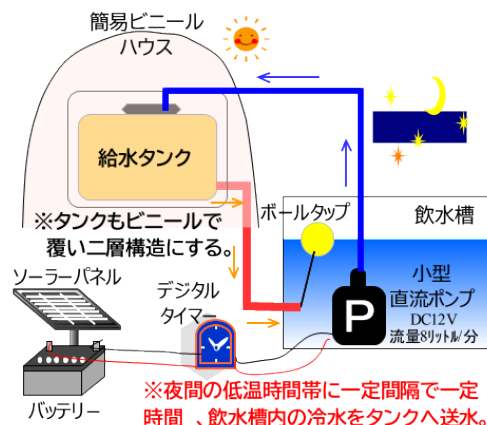 簡易ビニール
ハウス
給水タンク
※タンクもビニールで
覆い二層構造にする。
ボールタップ
飲水槽
小型
直流ポンプ
DC12V
流量8リットル/分
P
ソーラーパネル
デジタル
タイマー
バッテリー
※夜間の低温時間帯に一定間隔で一定
時間 、飲水槽内の冷水をタンクへ送水。